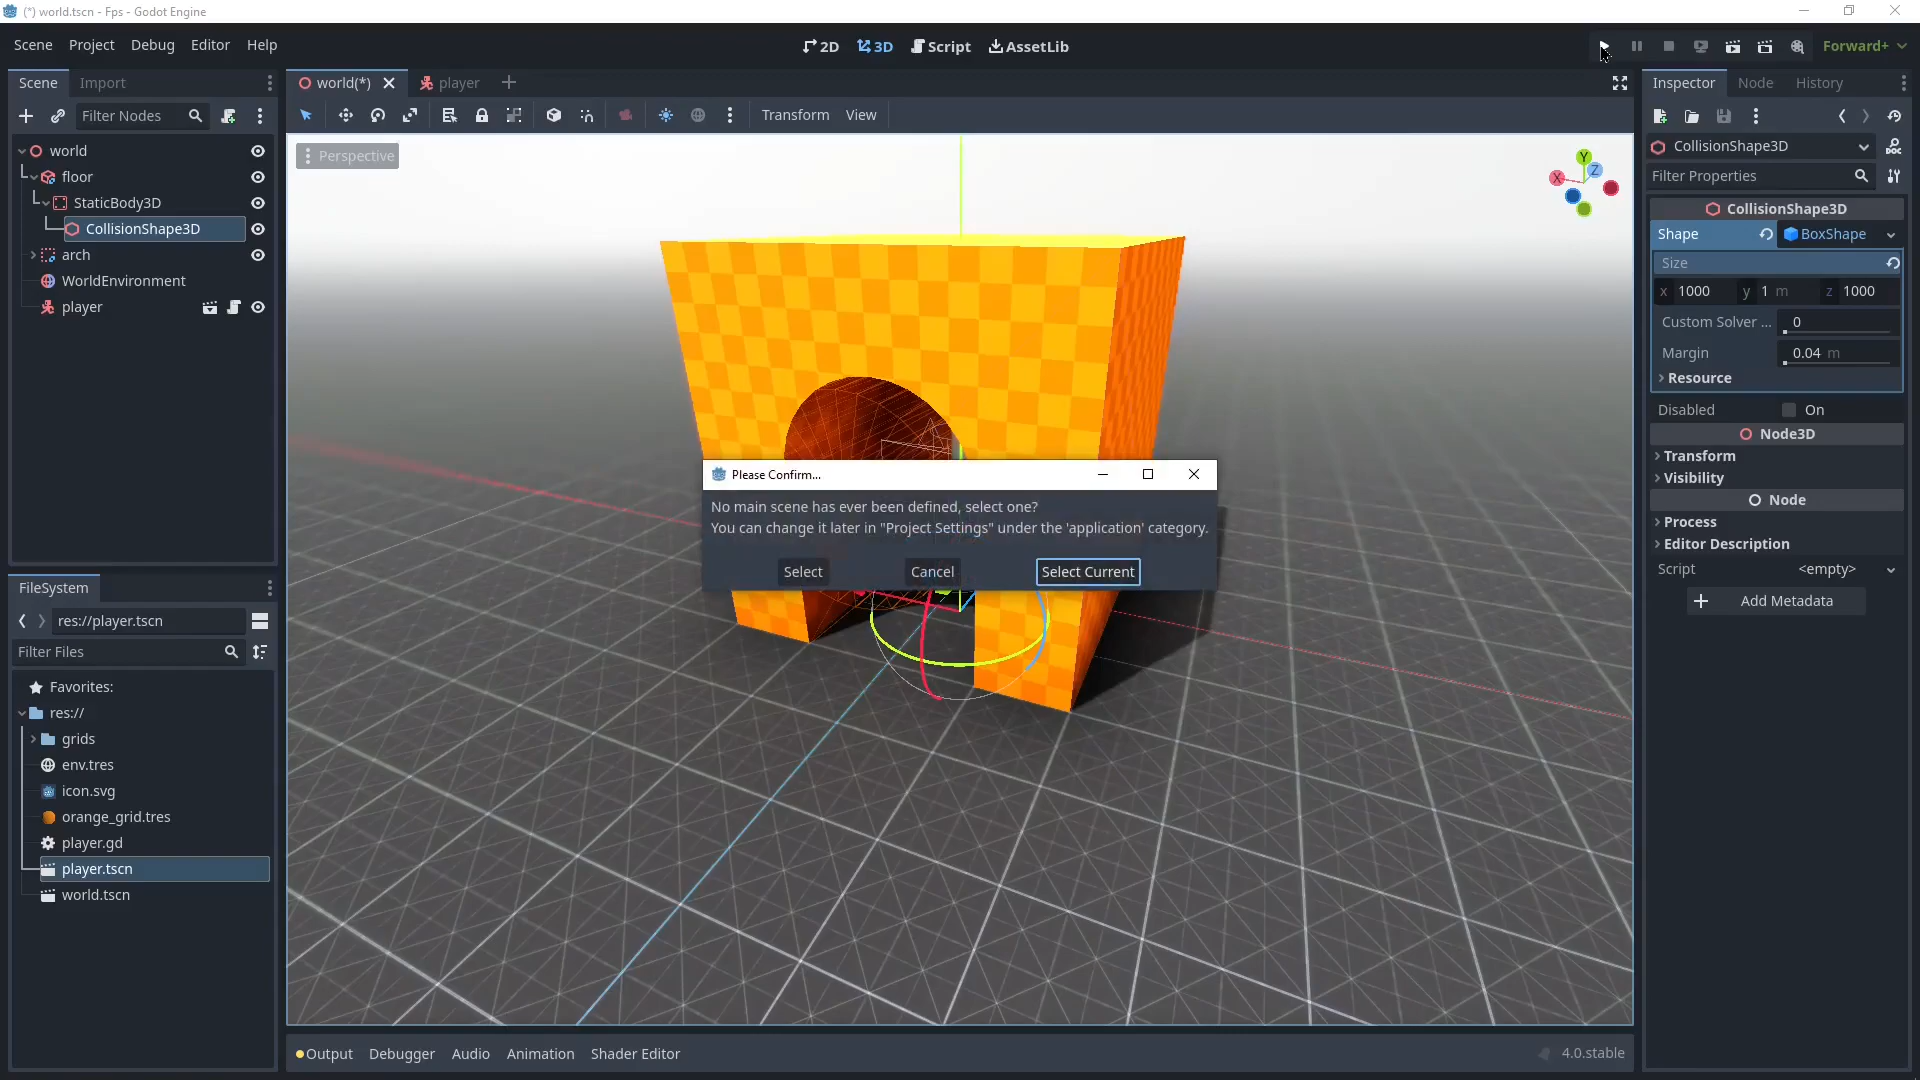 (*) world.tscn - Fps - Godot Engine
Scene Project Debug Editor Help
2D 3D Script AssetLib
Forward+
Scene Import
world(*) player
Inspector Node History
Filter Nodes
Transform View
CollisionShape3D
Filter Properties
Perspective
Y
X Z
world
floor
StaticBody3D
CollisionShape3D
arch
WorldEnvironment
player
CollisionShape3D
Shape BoxShape
Size
x 1000 y 1 m z 1000
Custom Solver ... 0
Margin 0.04 m
Resource
Disabled On
Node3D
Transform
Visibility
Node
Process
Editor Description
Script <empty>
Add Metadata
Please Confirm...
No main scene has ever been defined, select one?
You can change it later in "Project Settings" under the 'application' category.
Select Cancel Select Current
FileSystem
res://player.tscn
Filter Files
Favorites:
res://
grids
env.tres
icon.svg
orange_grid.tres
player.gd
player.tscn
world.tscn
Output Debugger Audio Animation Shader Editor
4.0.stable